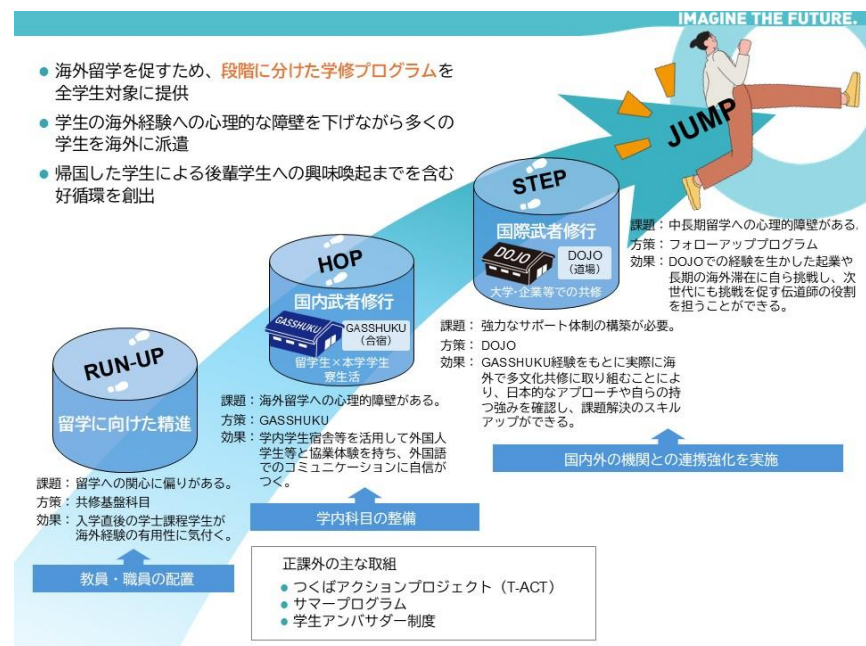 IMAGINE THE FUTURE.
● 海外留学を促すため、段階に分けた学修プログラムを
全学生対象に提供
● 学生の海外経験への心理的な障壁を下げながら多くの
学生を海外に派遣
● 帰国した学生による後輩学生への興味喚起までを含む
好循環を創出
RUN-UP
留学に向けた精進
課題：留学への関心に偏りがある。
方策：共修基盤科目
効果：入学直後の学士課程学生が
海外経験の有用性に気付く。
教員・職員の配置
HOP
国内武者修行
GASSHUKU
GASSHUKU
（合宿）
留学生×本学学生
寮生活
課題：海外留学への心理的障壁がある。
方策：GASSHUKU
効果：学内学生宿舎等を活用して外国人
学生等と協業体験を持ち、外国語
でのコミュニケーションに自信が
つく。
学内科目の整備
STEP
国際武者修行
DOJO
DOJO
（道場）
大学･企業等での共修
課題：強力なサポート体制の構築が必要。
方策：DOJO
効果：GASSHUKU経験をもとに実際に海
外で多文化共修に取り組むことによ
り、日本的なアプローチや自らの持
つ強みを確認し、課題解決のスキル
アップができる。
国内外の機関との連携強化を実施
JUMP
課題：中長期留学への心理的障壁がある。
方策：フォローアッププログラム
効果：DOJOでの経験を生かした起業や
長期の海外滞在に自ら挑戦し、次
世代にも挑戦を促す伝道師の役割
を担うことができる。
正課外の主な取組
● つくばアクションプロジェクト（T-ACT）
● サマープログラム
● 学生アンバサダー制度